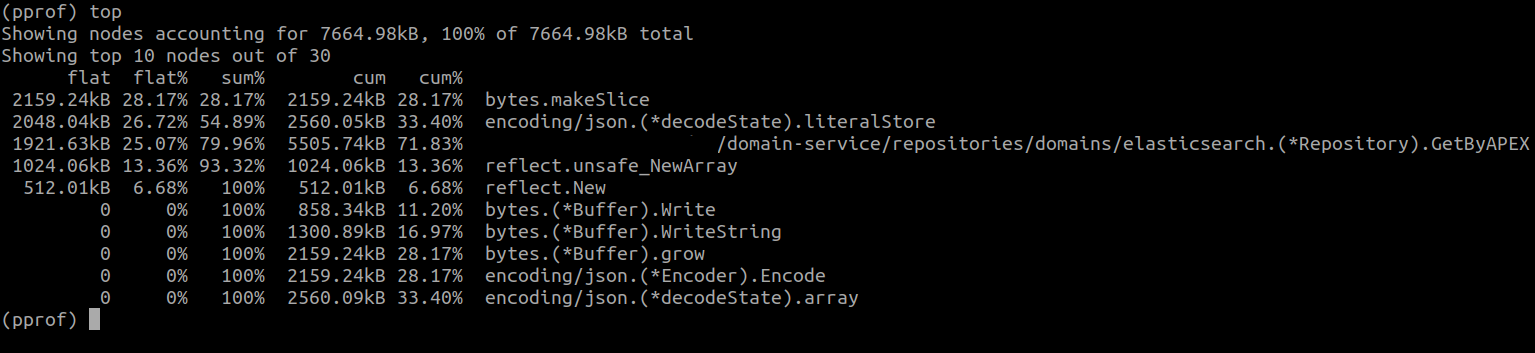 (pprof) top
Showing nodes accounting for 7664.98kB, 100% of 7664.98kB total
Showing top 10 nodes out of 30
      flat  flat%   sum%        cum   cum%
 2159.24kB 28.17% 28.17%  2159.24kB 28.17%  bytes.makeSlice
 2048.04kB 26.72% 54.89%  2560.05kB 33.40%  encoding/json.(*decodeState).literalStore
 1921.63kB 25.07% 79.96%  5505.74kB 71.83%                       /domain-service/repositories/domains/elasticsearch.(*Repository).GetByAPEX
 1024.06kB 13.36% 93.32%  1024.06kB 13.36%  reflect.unsafe_NewArray
  512.01kB  6.68%   100%   512.01kB  6.68%  reflect.New
         0     0%   100%   858.34kB 11.20%  bytes.(*Buffer).Write
         0     0%   100%  1300.89kB 16.97%  bytes.(*Buffer).WriteString
         0     0%   100%  2159.24kB 28.17%  bytes.(*Buffer).grow
         0     0%   100%  2159.24kB 28.17%  encoding/json.(*Encoder).Encode
         0     0%   100%  2560.09kB 33.40%  encoding/json.(*decodeState).array
(pprof)